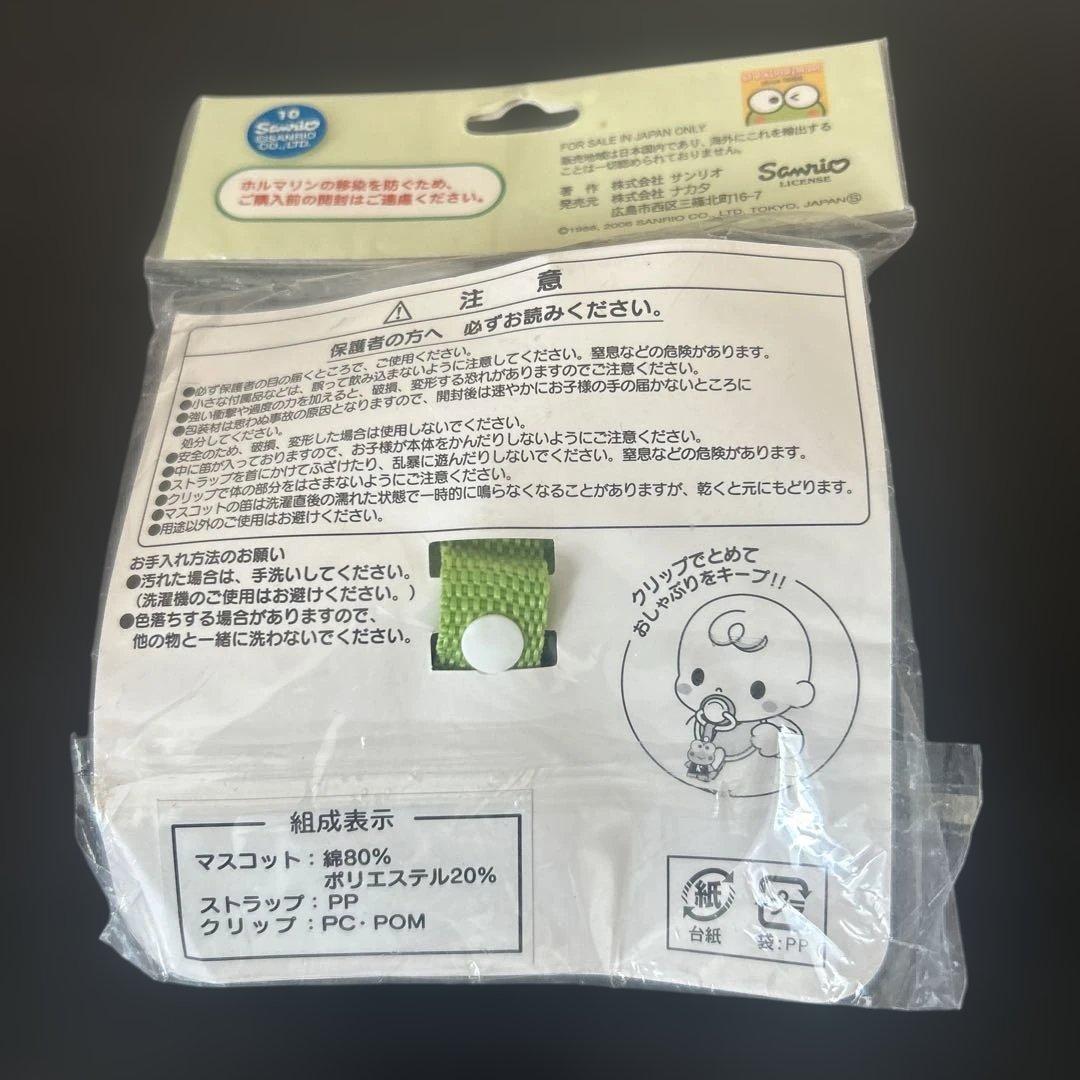 10
Sanrio
©SANRIO
CO.,LTD.
ホルマリンの移染を防ぐため、
ご購入前の開封はご遠慮ください。
FOR SALE IN JAPAN ONLY
販売地域は日本国内であり、海外にこれを輸出する
ことは一切認められておりません。
著 作 株式会社 サンリオ
発売元 株式会社 ナカタ
広島市西区三篠北町16-7
©1988, 2006 SANRIO CO., LTD. TOKYO, JAPAN Ⓢ
Sanrio
LICENSE
⚠ 注 意
保護者の方へ 必ずお読みください。
●必ず保護者の目の届くところで、ご使用ください。
●小さな付属品などは、誤って飲み込まないように注意してください。窒息などの危険があります。
●強い衝撃や過度の力を加えると、破損、変形する恐れがありますのでご注意ください。
●包装材は思わぬ事故の原因となりますので、開封後は速やかにお子様の手の届かないところに
処分してください。
●安全のため、破損、変形した場合は使用しないでください。
●中に笛が入っておりますので、お子様が本体をかんだりしないようにご注意ください。
●ストラップを首にかけてふざけたり、乱暴に遊んだりしないでください。窒息などの危険があります。
●クリップで体の部分をはさまないようにご注意ください。
●マスコットの笛は洗濯直後の濡れた状態で一時的に鳴らなくなることがありますが、乾くと元にもどります。
●用途以外のご使用はお避けください。
お手入れ方法のお願い
●汚れた場合は、手洗いしてください。
(洗濯機のご使用はお避けください。)
●色落ちする場合がありますので、
他の物と一緒に洗わないでください。
クリップでとめて
おしゃぶりをキープ!!
組成表示
マスコット:綿80%
ポリエステル20%
ストラップ:PP
クリップ:PC・POM
紙
台紙
プラ
袋:PP